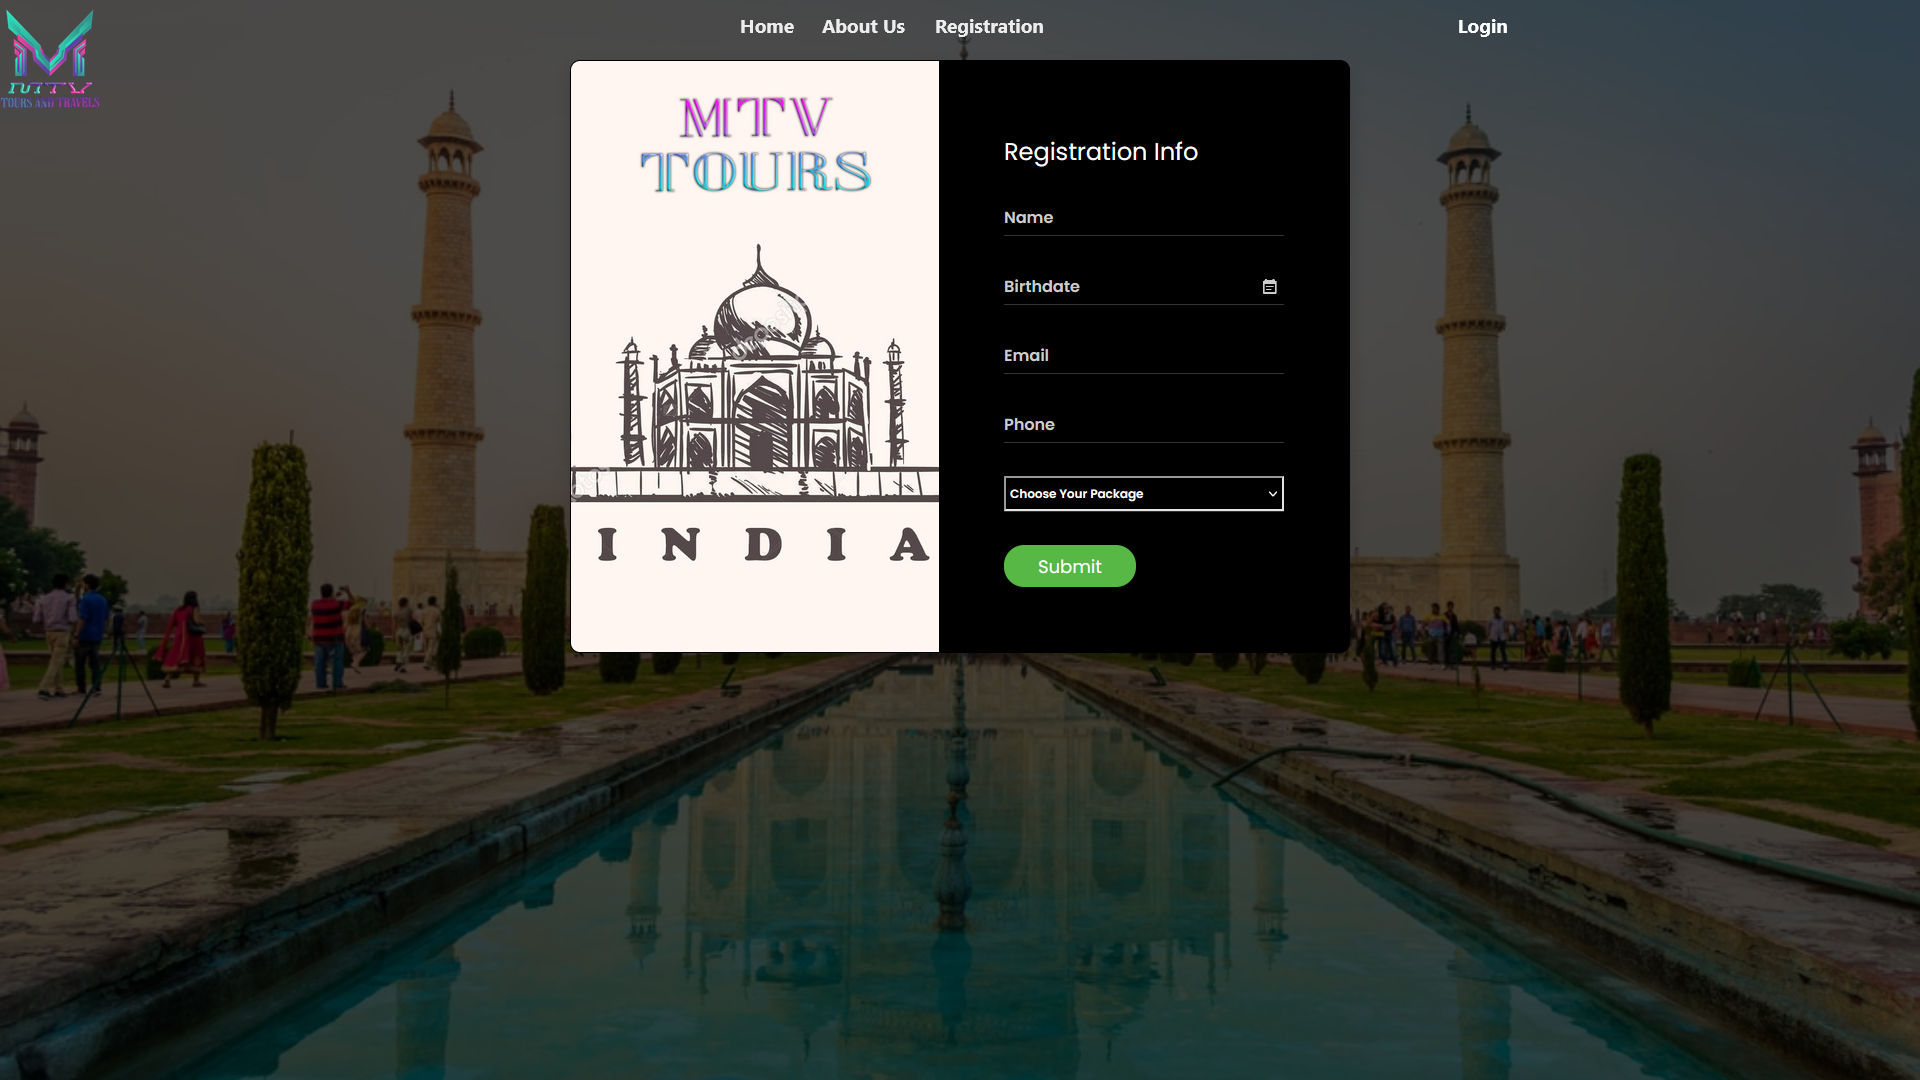 Home About Us Registration Login
MTV
TOURS AND TRAVELS
MTV
TOURS
INDIA
Registration Info
Name
Birthdate
Email
Phone
Choose Your Package
Submit